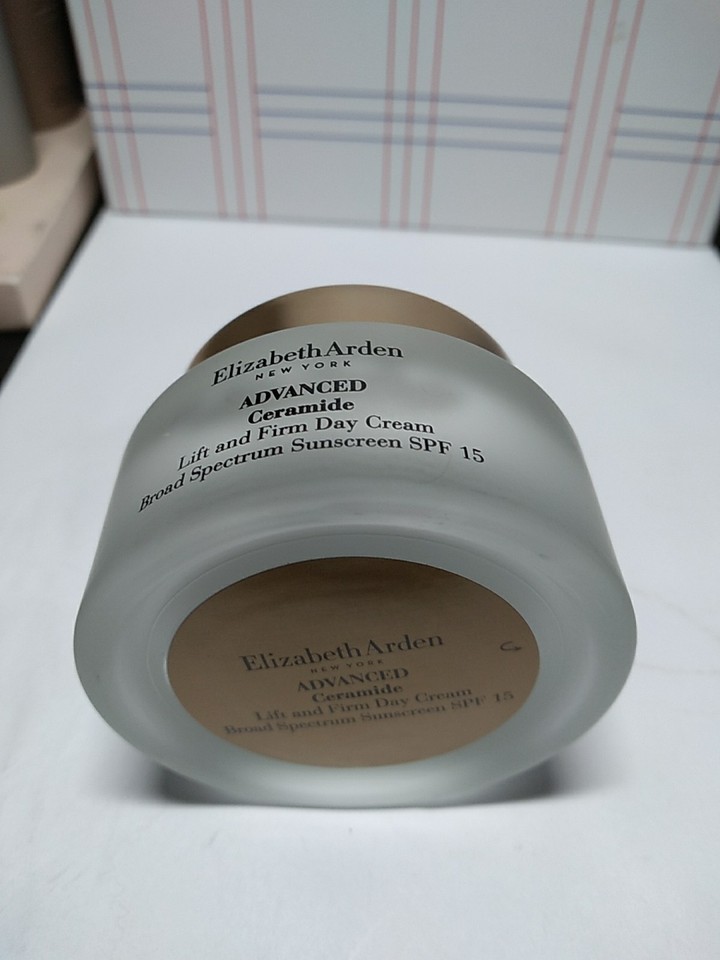 Elizabeth Arden
NEW YORK
ADVANCED
Ceramide
Lift and Firm Day Cream
Broad Spectrum Sunscreen SPF 15
Elizabeth Arden
NEW YORK
ADVANCED
Ceramide
Lift and Firm Day Cream
Broad Spectrum Sunscreen SPF 15